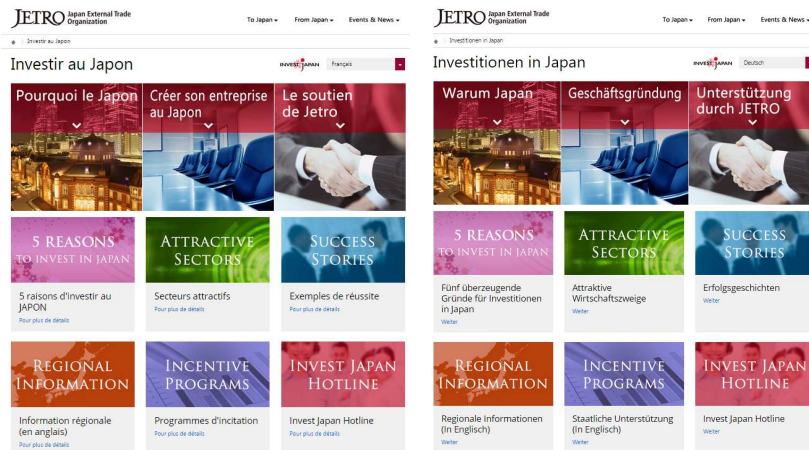 JETRO Japan External Trade
Organization
To Japan From Japan Events & News
Investir au Japon
Investir au Japon
INVEST JAPAN Français
Pourquoi le Japon
Créer son entreprise
au Japon
Le soutien
de Jetro
5 REASONS
TO INVEST IN JAPAN
ATTRACTIVE
SECTORS
SUCCESS
STORIES
5 raisons d'investir au
JAPON
Pour plus de détails
Secteurs attractifs
Pour plus de détails
Exemples de réussite
Pour plus de détails
REGIONAL
INFORMATION
INCENTIVE
PROGRAMS
INVEST JAPAN
HOTLINE
Information régionale
(en anglais)
Pour plus de détails
Programmes d'incitation
Pour plus de détails
Invest Japan Hotline
Pour plus de détails
JETRO Japan External Trade
Organization
To Japan From Japan Events & News
Investitionen in Japan
Investitionen in Japan
INVEST JAPAN Deutsch
Warum Japan
Geschäftsgründung
Unterstützung
durch JETRO
5 REASONS
TO INVEST IN JAPAN
ATTRACTIVE
SECTORS
SUCCESS
STORIES
Fünf überzeugende
Gründe für Investitionen
in Japan
Weiter
Attraktive
Wirtschaftszweige
Weiter
Erfolgsgeschichten
Weiter
REGIONAL
INFORMATION
INCENTIVE
PROGRAMS
INVEST JAPAN
HOTLINE
Regionale Informationen
(In Englisch)
Weiter
Staatliche Unterstützung
(In Englisch)
Weiter
Invest Japan Hotline
Weiter